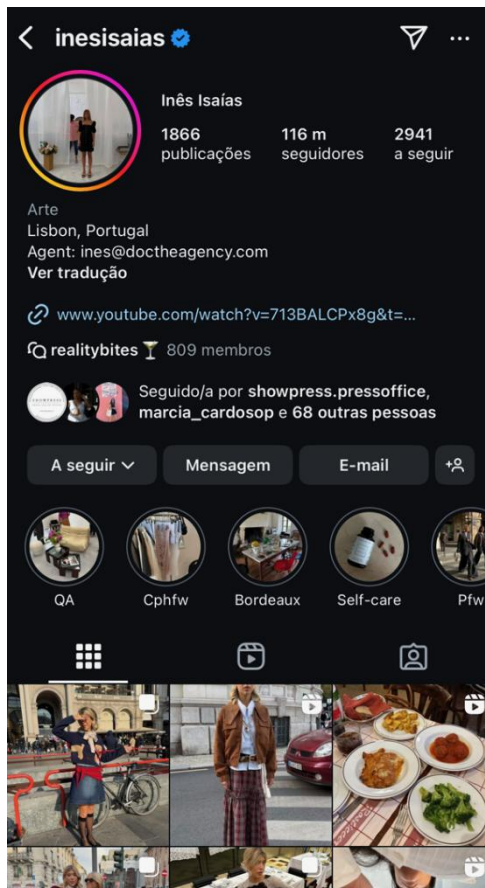 inesisaias
Inês Isaías
1866 116 m 2941
publicações seguidores a seguir
Arte
Lisbon, Portugal
Agent: ines@doctheagency.com
Ver tradução
www.youtube.com/watch?v=713BALCPx8g&t=...
realitybites 🍸 809 membros
Seguido/a por showpress.pressoffice,
marcia_cardosop e 68 outras pessoas
A seguir Mensagem E-mail
QA Cphfw Bordeaux Self-care Pfw